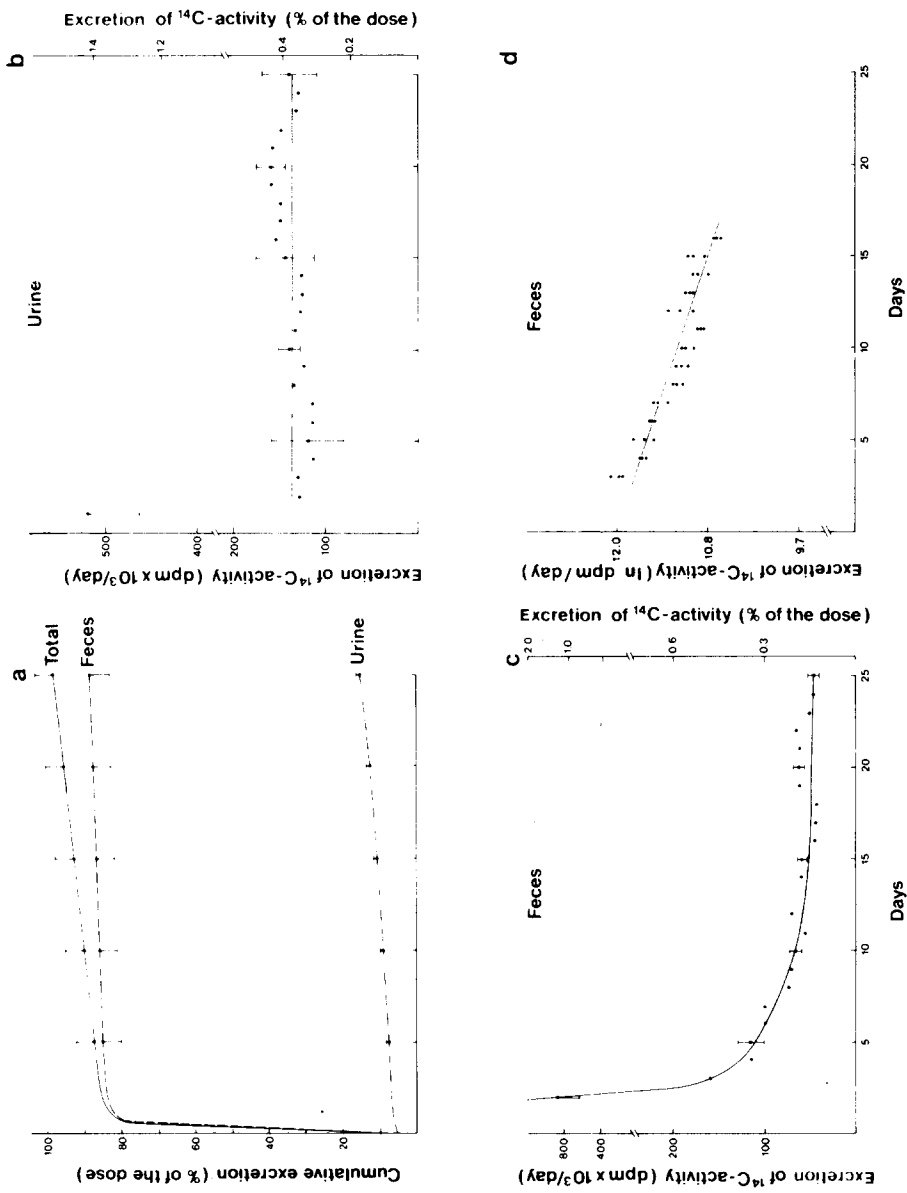 a
Total
Feces
Urine
Cumulative excretion (% of the dose)
100
80
60
40
20
b
Urine
Excretion of ¹⁴C-activity (dpm x 10³/day)
500
400
200
100
Excretion of ¹⁴C-activity (% of the dose)
1.4
1.2
0.4
0.2
c
Feces
Excretion of ¹⁴C-activity (dpm x 10³/day)
800
400
200
100
Excretion of ¹⁴C-activity (% of the dose)
2.0
1.0
0.6
0.3
5
10
15
20
25
Days
d
Feces
Excretion of ¹⁴C-activity (ln dpm/day)
12.0
10.8
9.7
5
10
15
20
25
Days